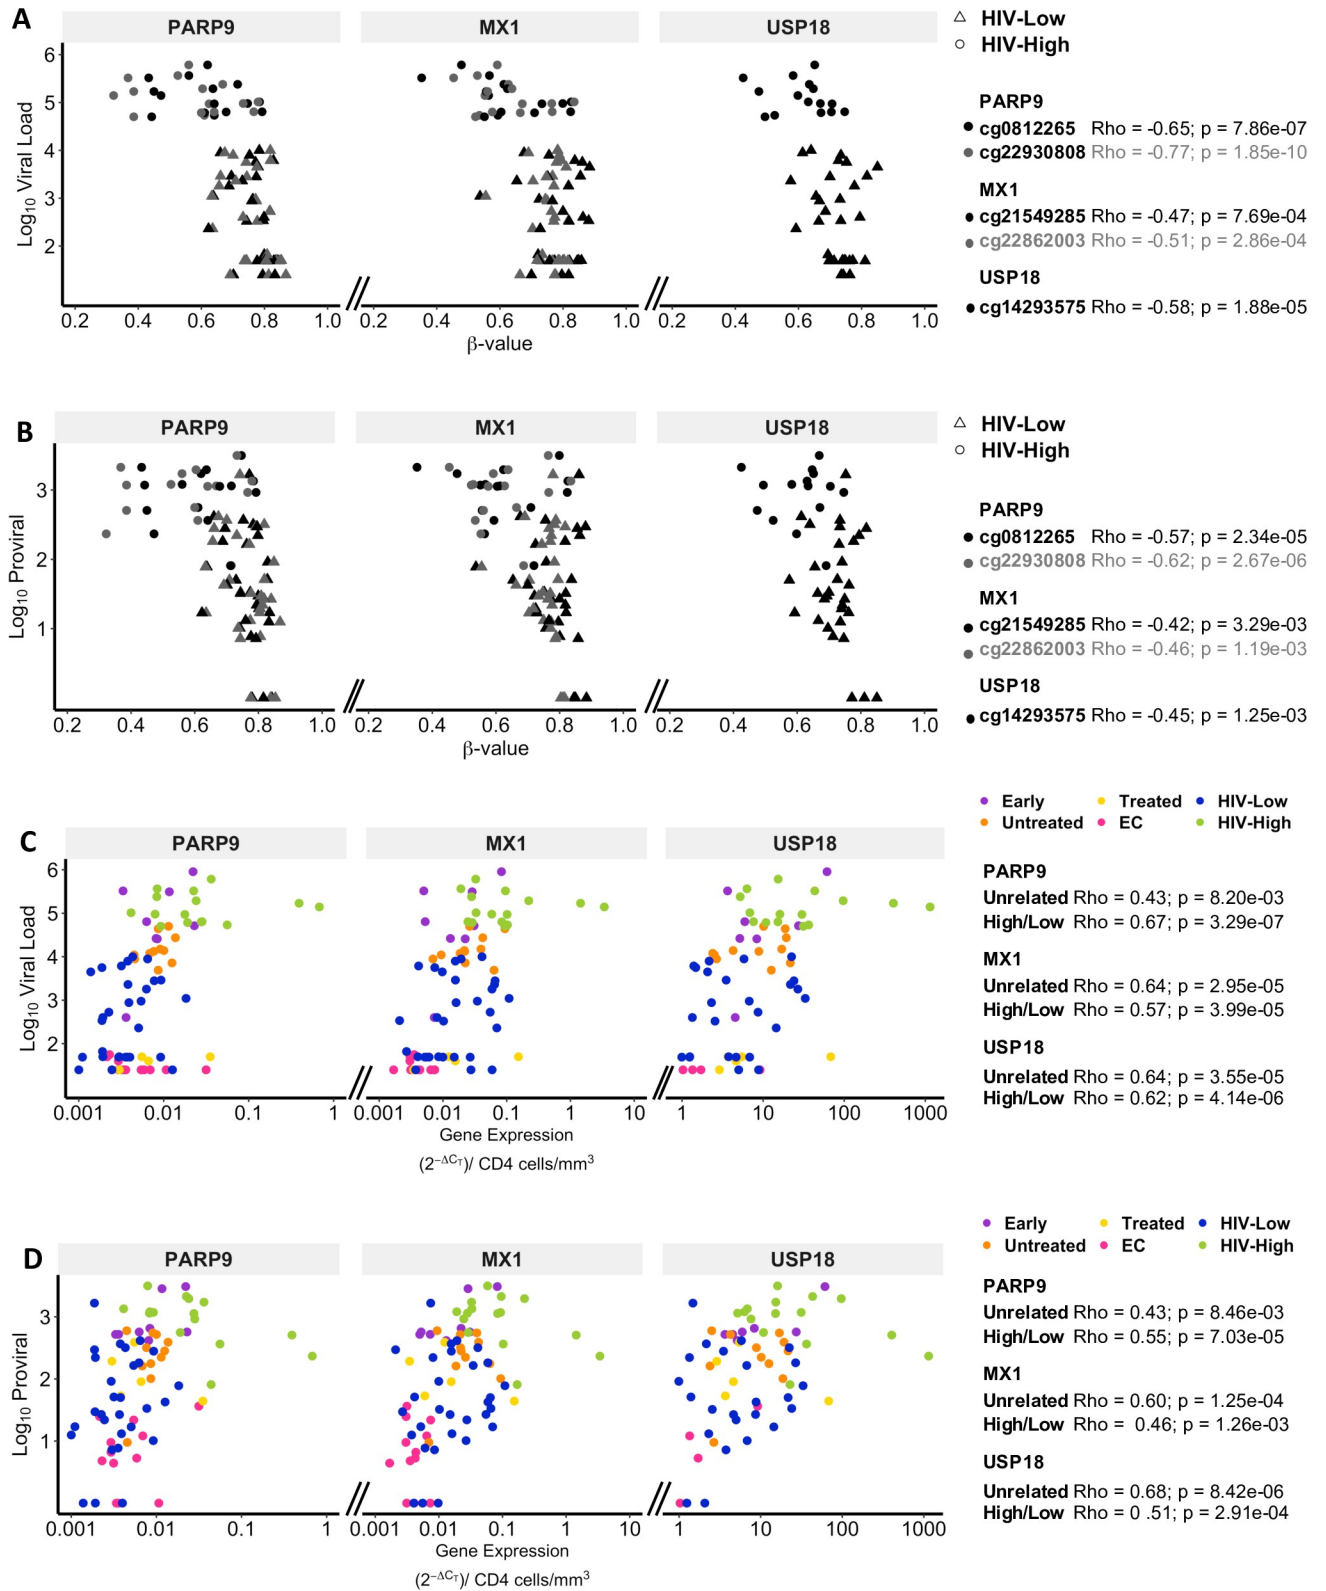 A
PARP9
MX1
USP18
HIV-Low
HIV-High
Log10 Viral Load
6
5
4
3
2
0.2 0.4 0.6 0.8 1.0
0.2 0.4 0.6 0.8 1.0
0.2 0.4 0.6 0.8 1.0
β-value
PARP9
cg0812265 Rho = -0.65; p = 7.86e-07
cg22930808 Rho = -0.77; p = 1.85e-10
MX1
cg21549285 Rho = -0.47; p = 7.69e-04
cg22862003 Rho = -0.51; p = 2.86e-04
USP18
cg14293575 Rho = -0.58; p = 1.88e-05
B
PARP9
MX1
USP18
HIV-Low
HIV-High
Log10 Proviral
3
2
1
0.2 0.4 0.6 0.8 1.0
0.2 0.4 0.6 0.8 1.0
0.2 0.4 0.6 0.8 1.0
β-value
PARP9
cg0812265 Rho = -0.57; p = 2.34e-05
cg22930808 Rho = -0.62; p = 2.67e-06
MX1
cg21549285 Rho = -0.42; p = 3.29e-03
cg22862003 Rho = -0.46; p = 1.19e-03
USP18
cg14293575 Rho = -0.45; p = 1.25e-03
Early Treated HIV-Low
Untreated EC HIV-High
C
PARP9
MX1
USP18
Log10 Viral Load
6
5
4
3
2
0.001 0.01 0.1 1
0.001 0.01 0.1 1 10
1 10 100 1000
Gene Expression
(2−ΔCT)/ CD4 cells/mm3
PARP9
Unrelated Rho = 0.43; p = 8.20e-03
High/Low Rho = 0.67; p = 3.29e-07
MX1
Unrelated Rho = 0.64; p = 2.95e-05
High/Low Rho = 0.57; p = 3.99e-05
USP18
Unrelated Rho = 0.64; p = 3.55e-05
High/Low Rho = 0.62; p = 4.14e-06
Early Treated HIV-Low
Untreated EC HIV-High
D
PARP9
MX1
USP18
Log10 Proviral
3
2
1
0.001 0.01 0.1 1
0.001 0.01 0.1 1 10
1 10 100 1000
Gene Expression
(2−ΔCT)/ CD4 cells/mm3
PARP9
Unrelated Rho = 0.43; p = 8.46e-03
High/Low Rho = 0.55; p = 7.03e-05
MX1
Unrelated Rho = 0.60; p = 1.25e-04
High/Low Rho = 0.46; p = 1.26e-03
USP18
Unrelated Rho = 0.68; p = 8.42e-06
High/Low Rho = 0 .51; p = 2.91e-04